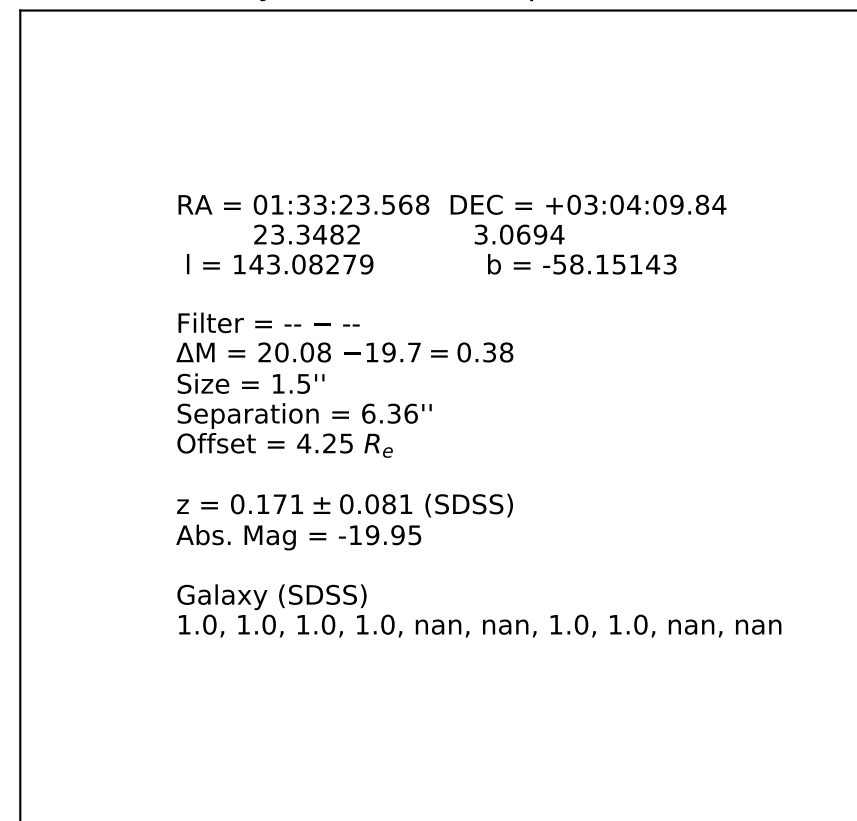 RA = 01:33:23.568 DEC = +03:04:09.84
23.3482 3.0694
l = 143.08279 b = -58.15143
Filter = -- − --
ΔM = 20.08 −19.7 = 0.38
Size = 1.5''
Separation = 6.36''
Offset = 4.25 Re
z = 0.171 ± 0.081 (SDSS)
Abs. Mag = -19.95
Galaxy (SDSS)
1.0, 1.0, 1.0, 1.0, nan, nan, 1.0, 1.0, nan, nan